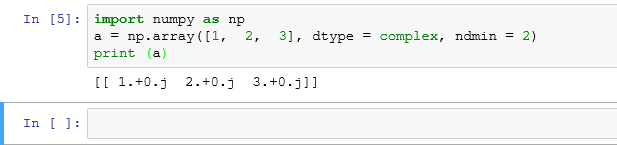 In [5]: import numpy as np
a = np.array([1,  2,  3], dtype = complex, ndmin = 2)
print (a)
[[ 1.+0.j  2.+0.j  3.+0.j]]
In [ ]: